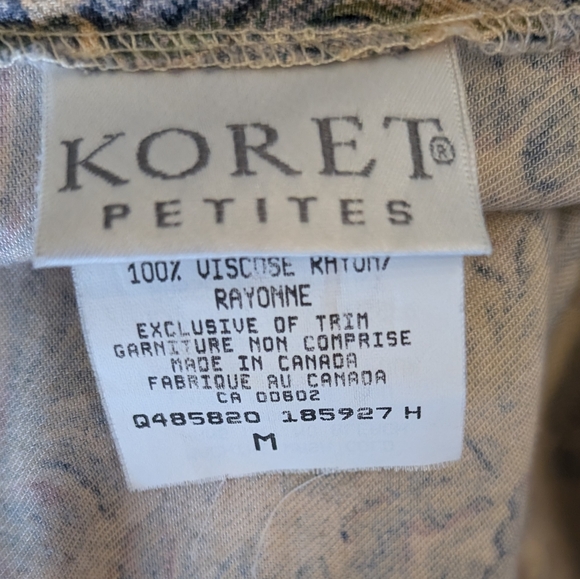 KORET®
PETITES
100% VISCOSE RAYON/
RAYONNE
EXCLUSIVE OF TRIM
GARNITURE NON COMPRISE
MADE IN CANADA
FABRIQUE AU CANADA
CA 00602
Q485820 185927 H
M